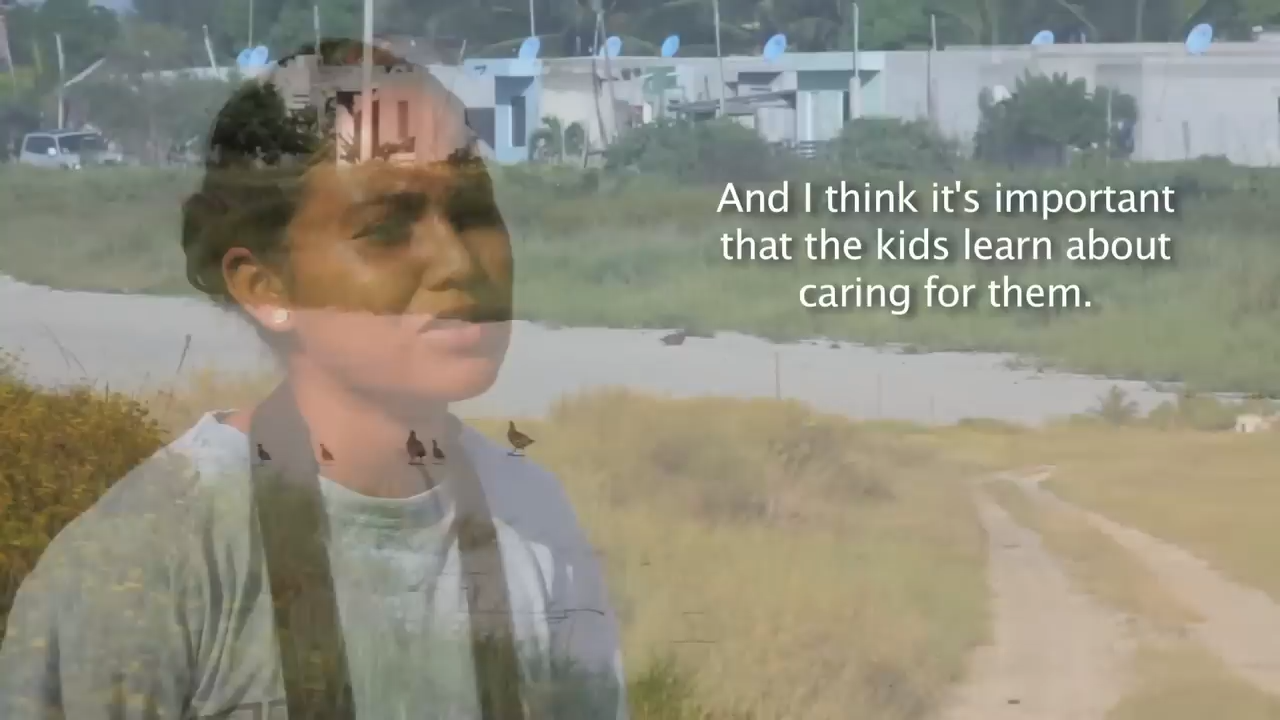 And I think it's important
that the kids learn about
caring for them.